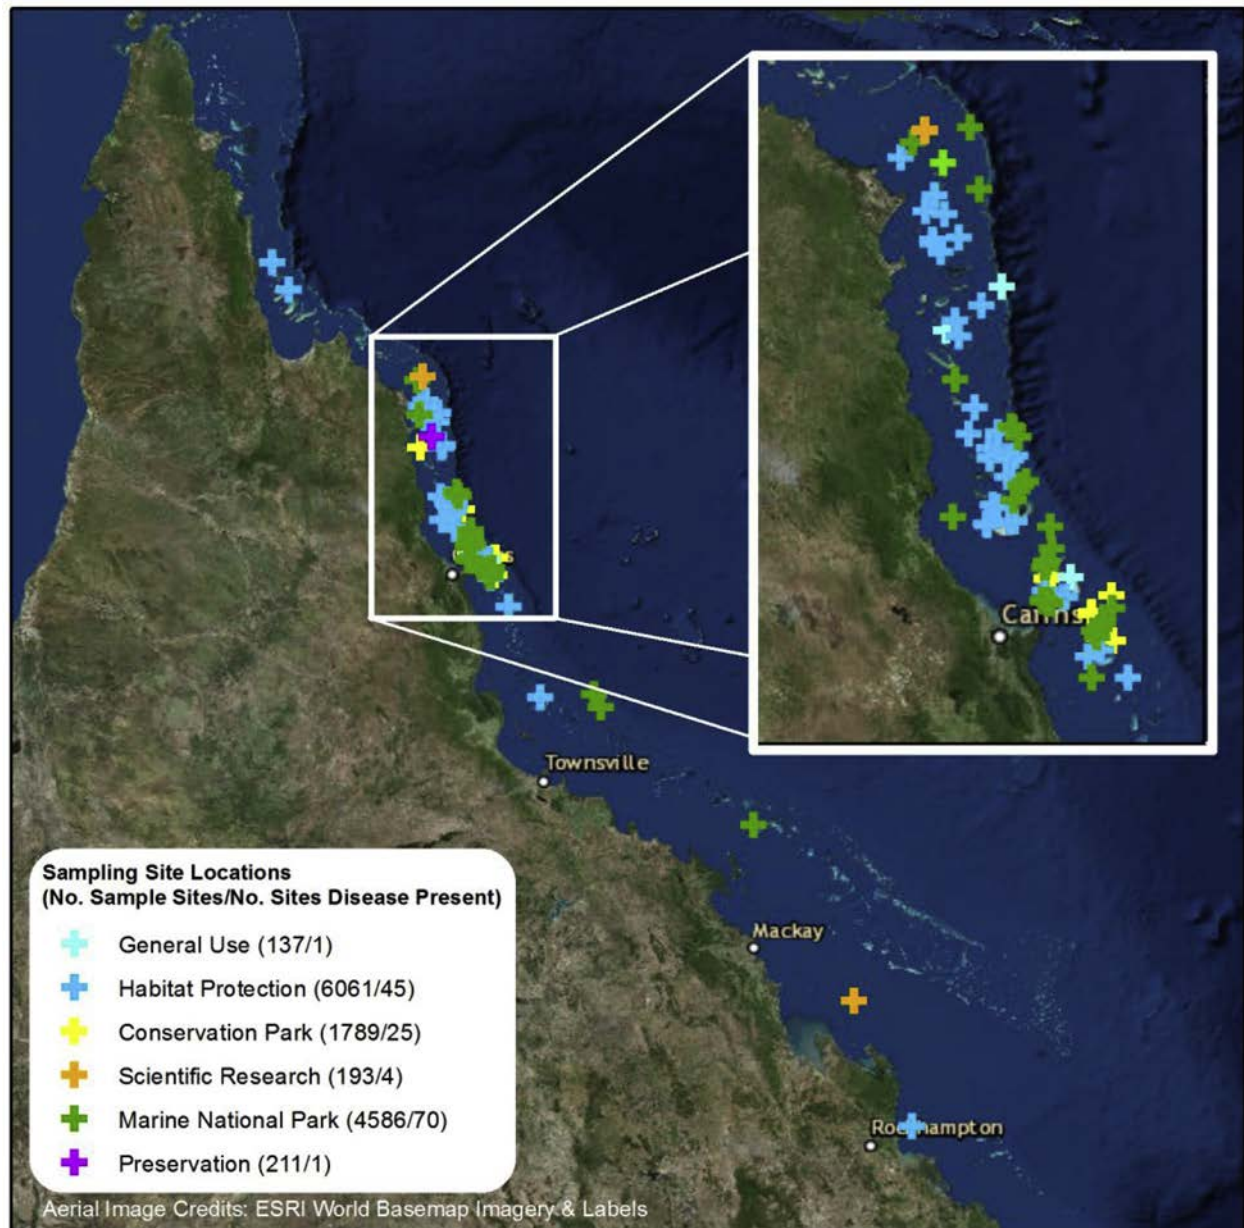 Cairns
Townsville
Mackay
Rockhampton
Sampling Site Locations
(No. Sample Sites/No. Sites Disease Present)
General Use (137/1)
Habitat Protection (6061/45)
Conservation Park (1789/25)
Scientific Research (193/4)
Marine National Park (4586/70)
Preservation (211/1)
Aerial Image Credits: ESRI World Basemap Imagery & Labels